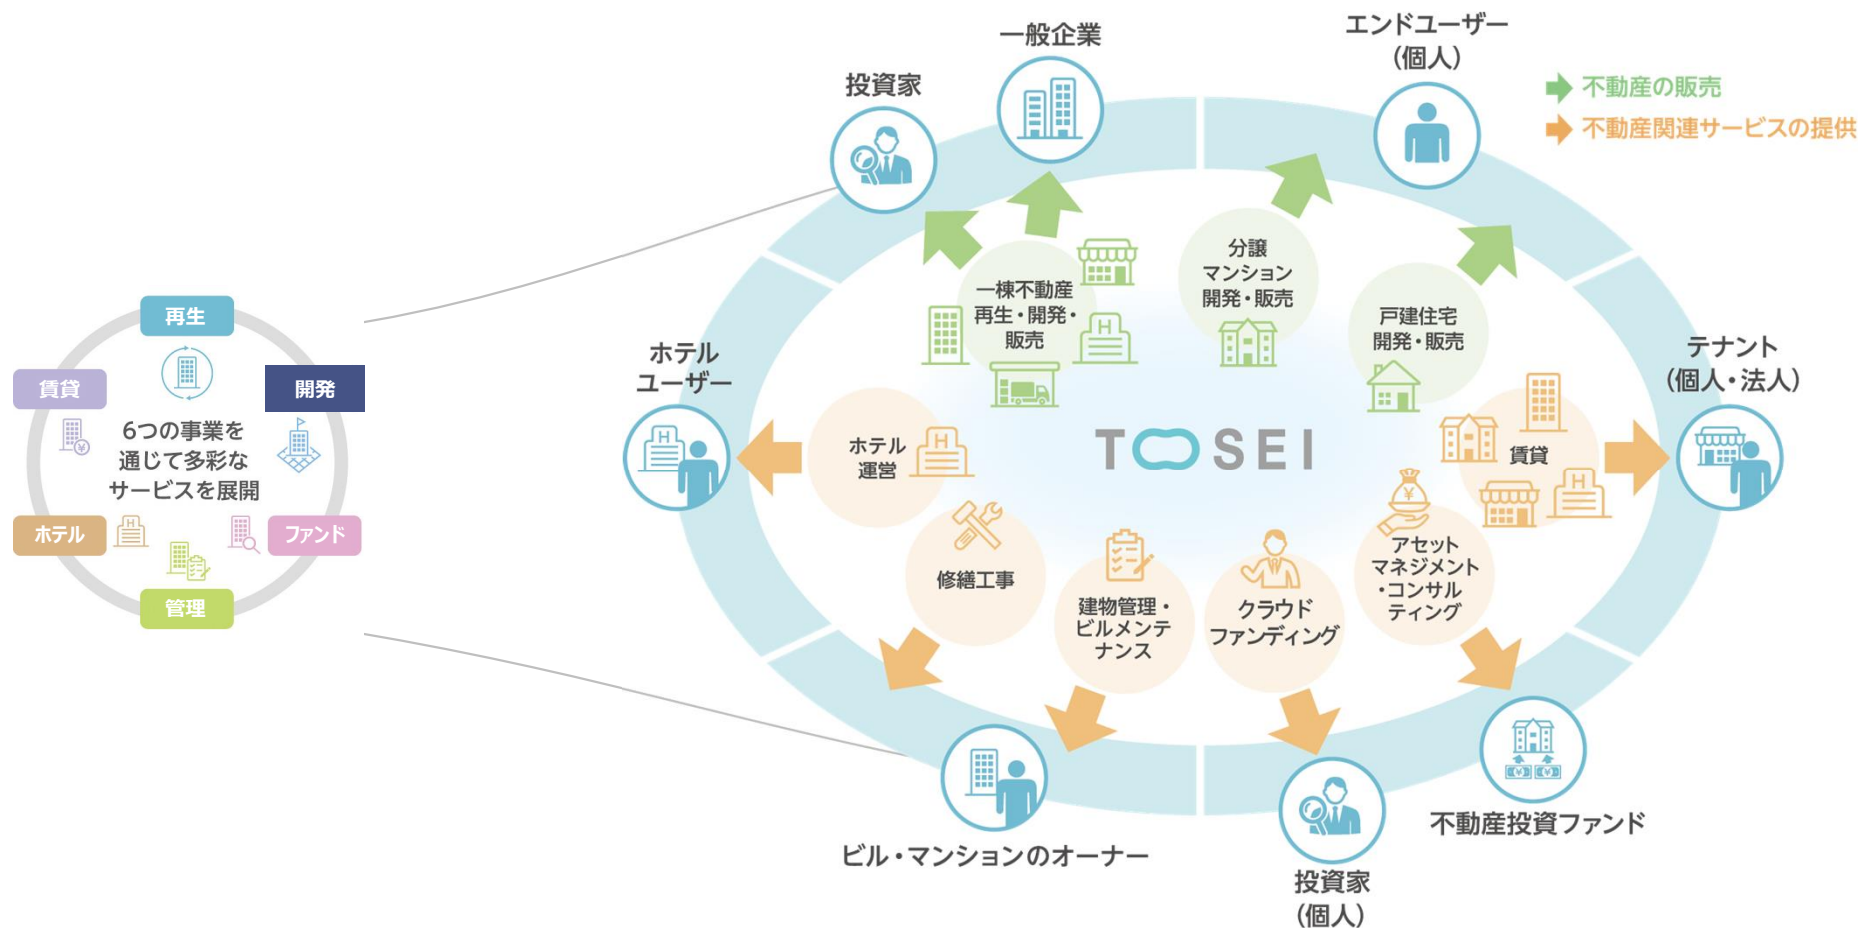 再生
賃貸
開発
6つの事業を
通じて多彩な
サービスを展開
ホテル
ファンド
管理
一般企業
投資家
エンドユーザー
(個人)
不動産の販売
不動産関連サービスの提供
分譲
マンション
開発・販売
一棟不動産
再生・開発・
販売
戸建住宅
開発・販売
ホテル
ユーザー
テナント
(個人・法人)
TOSEI
ホテル
運営
賃貸
修繕工事
建物管理・
ビルメンテ
ナンス
クラウド
ファンディング
アセット
マネジメント
・コンサル
ティング
ビル・マンションのオーナー
投資家
(個人)
不動産投資ファンド